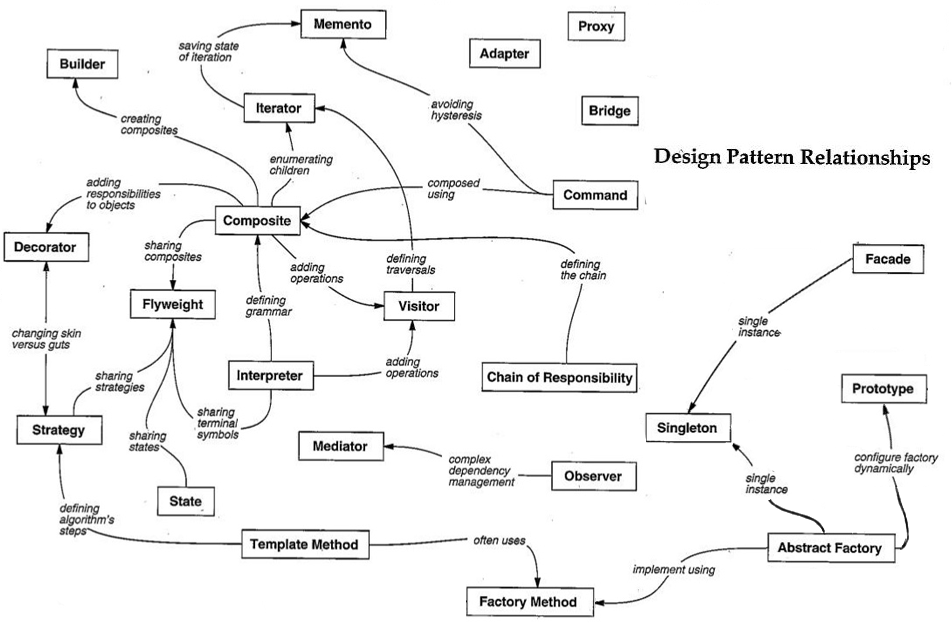 Memento
Proxy
saving state
of iteration
Adapter
Builder
Iterator
avoiding
hysteresis
Bridge
creating
composites
enumerating
children
Design Pattern Relationships
adding
responsibilities
to objects
composed
using
Command
Composite
Decorator
sharing
composites
adding
operations
defining
traversals
defining
the chain
Facade
Flyweight
defining
grammar
Visitor
changing skin
versus guts
single
instance
sharing
strategies
Interpreter
adding
operations
Chain of Responsibility
Prototype
sharing
terminal
symbols
Strategy
sharing
states
Mediator
Singleton
complex
dependency
management
Observer
configure factory
dynamically
single
instance
State
defining
algorithm's
steps
Template Method
often uses
Abstract Factory
implement using
Factory Method